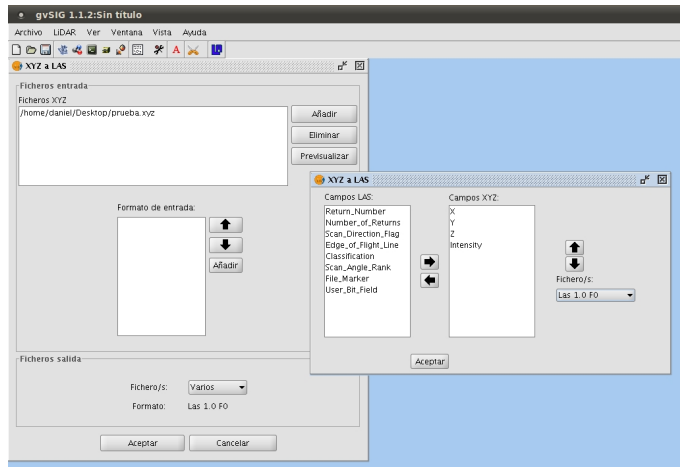 gvSIG 1.1.2:Sin título
Archivo LiDAR Ver Ventana Vista Ayuda
XYZ a LAS
Ficheros entrada
Ficheros XYZ
/home/daniel/Desktop/prueba.xyz
Añadir
Eliminar
Previsualizar
Formato de entrada:
Añadir
Ficheros salida
Fichero/s: Varios
Formato: Las 1.0 F0
Aceptar Cancelar
XYZ a LAS
Campos LAS:
Return_Number
Number_of_Returns
Scan_Direction_Flag
Edge_of_Flight_Line
Classification
Scan_Angle_Rank
File_Marker
User_Bit_Field
Campos XYZ:
X
Y
Z
Intensity
Fichero/s:
Las 1.0 F0
Aceptar